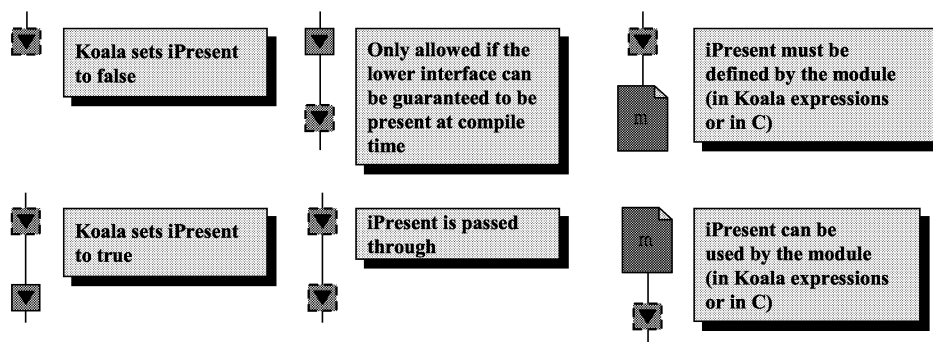 Koala sets iPresent
to false
Only allowed if the
lower interface can
be guaranteed to be
present at compile
time
iPresent must be
defined by the module
(in Koala expressions
or in C)
m
Koala sets iPresent
to true
iPresent is passed
through
m
iPresent can be
used by the module
(in Koala expressions
or in C)